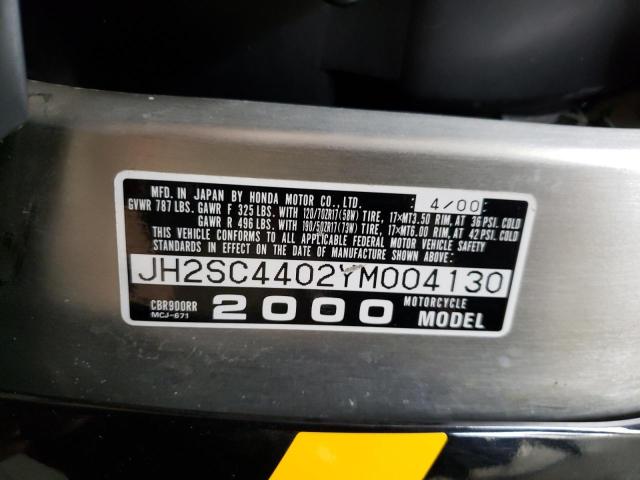 MFD. IN JAPAN BY HONDA MOTOR CO., LTD. 4/00
GVWR 787 LBS. GAWR F 325 LBS. WITH 120/70ZR17(58W) TIRE, 17×MT3.50 RIM, AT 36 PSI. COLD
GAWR R 496 LBS. WITH 190/50ZR17(73W) TIRE, 17×MT6.00 RIM, AT 42 PSI. COLD
THIS VEHICLE CONFORMS TO ALL APPLICABLE FEDERAL MOTOR VEHICLE SAFETY
STANDARDS IN EFFECT ON THE DATE OF MANUFACTURE SHOWN ABOVE.
JH2SC4402YM004130
CBR900RR 2000 MOTORCYCLE
MCJ-671 MODEL